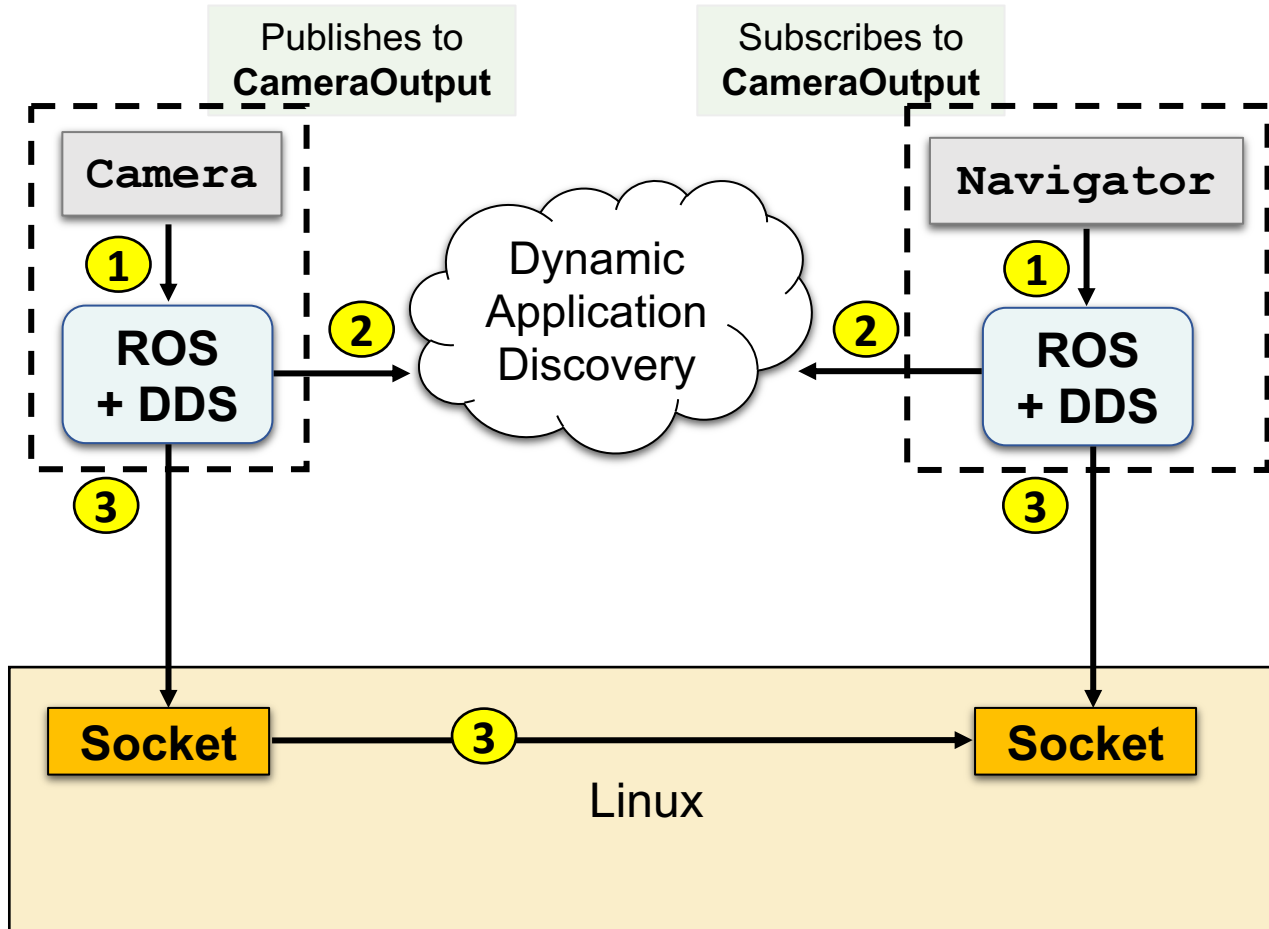 Publishes to
CameraOutput
Subscribes to
CameraOutput
Camera
Navigator
1
1
Dynamic
Application
Discovery
2
2
ROS
+ DDS
ROS
+ DDS
3
3
Socket
3
Socket
Linux